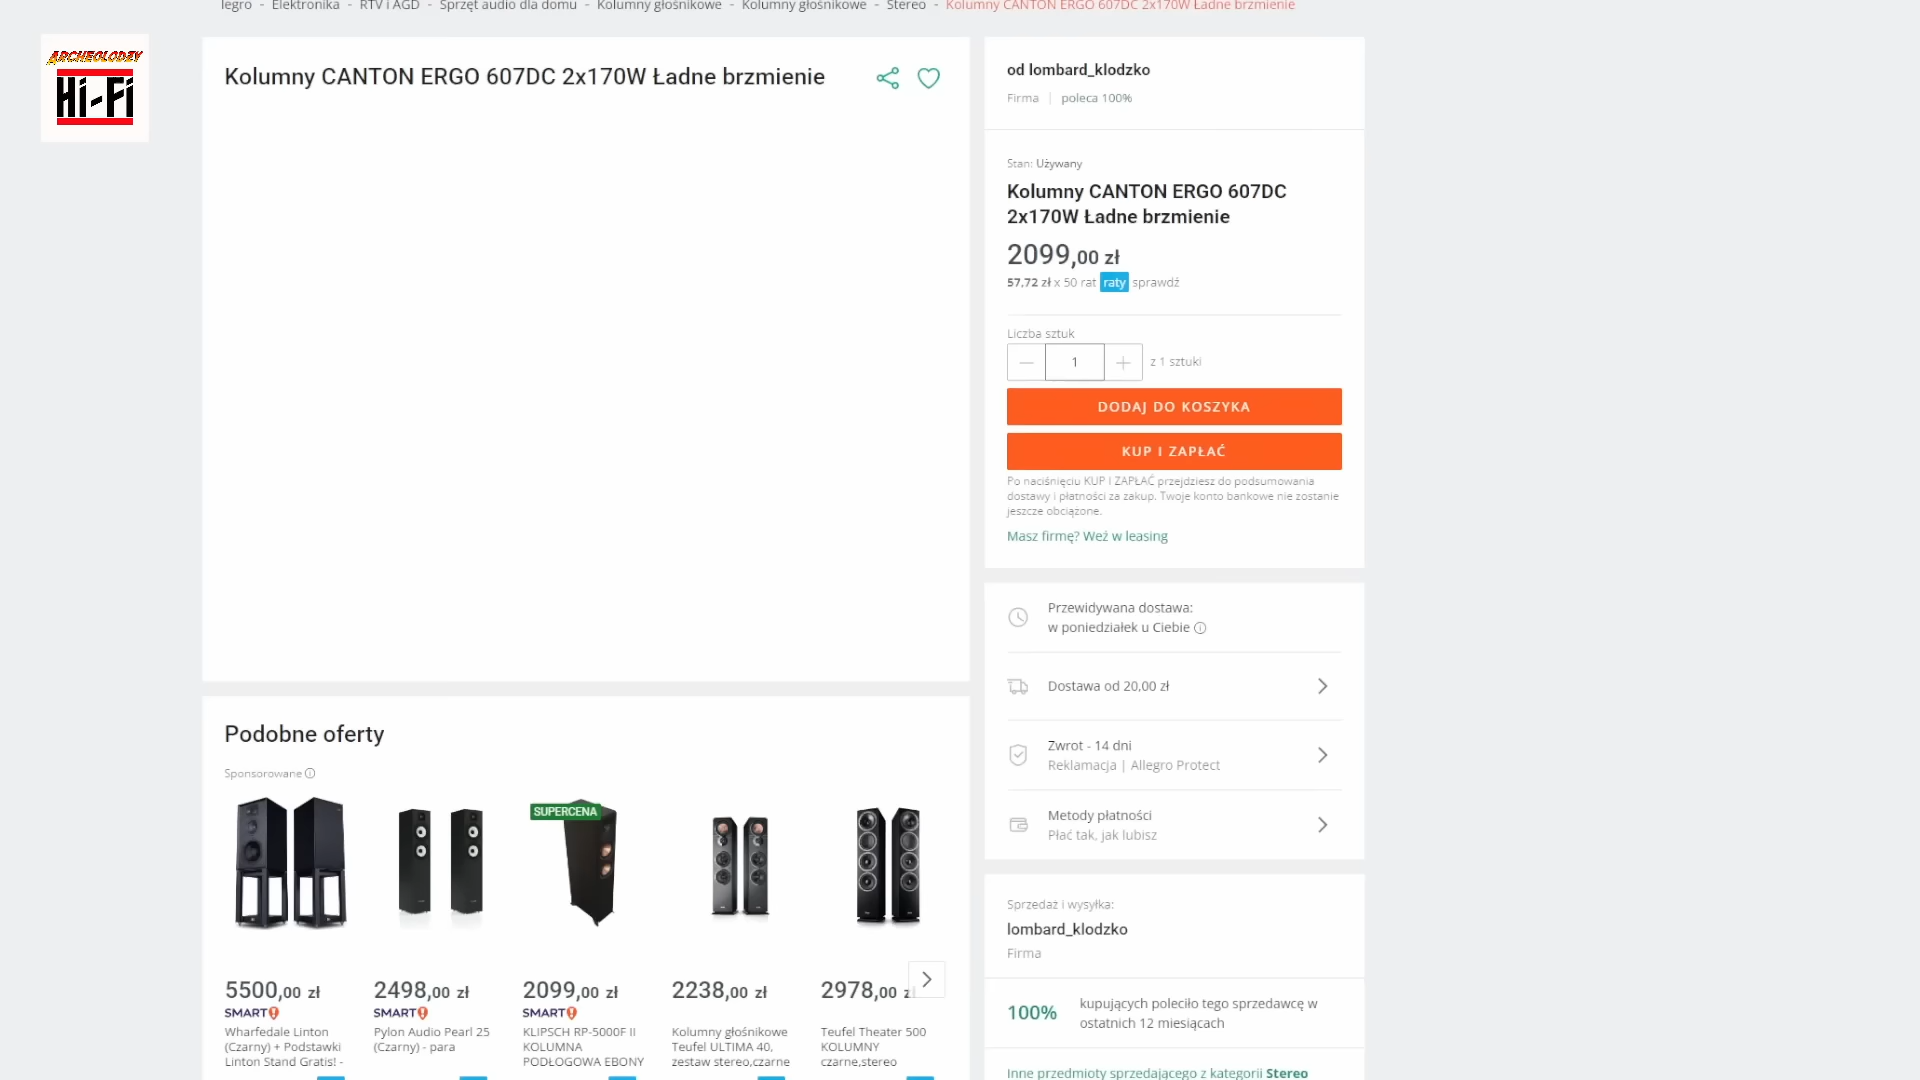 legro - Elektronika - RTV i AGD - Sprzęt audio dla domu - Kolumny głośnikowe - Kolumny głośnikowe - Stereo - Kolumny CANTON ERGO 607DC 2x170W Ładne brzmienie
ARCHEOLODZY
Hi-Fi
Kolumny CANTON ERGO 607DC 2x170W Ładne brzmienie
od lombard_klodzko
Firma | poleca 100%
Stan: Używany
Kolumny CANTON ERGO 607DC
2x170W Ładne brzmienie
2099,00 zł
57,72 zł x 50 rat raty sprawdź
Liczba sztuk
1
z 1 sztuki
DODAJ DO KOSZYKA
KUP I ZAPŁAĆ
Po naciśnięciu KUP I ZAPŁAĆ przejdziesz do podsumowania
dostawy i płatności za zakup. Twoje konto bankowe nie zostanie
jeszcze obciążone.
Masz firmę? Weź w leasing
Przewidywana dostawa:
w poniedziałek u Ciebie
Dostawa od 20,00 zł
Zwrot - 14 dni
Reklamacja | Allegro Protect
Metody płatności
Płać tak, jak lubisz
Sprzedaż i wysyłka:
lombard_klodzko
Firma
100%
kupujących poleciło tego sprzedawcę w
ostatnich 12 miesiącach
Inne przedmioty sprzedającego z kategorii Stereo
Podobne oferty
Sponsorowane
SUPERCENA
5500,00 zł
SMART!
Wharfedale Linton
(Czarny) + Podstawki
Linton Stand Gratis! -
2498,00 zł
SMART!
Pylon Audio Pearl 25
(Czarny) - para
2099,00 zł
SMART!
KLIPSCH RP-5000F II
KOLUMNA
PODŁOGOWA EBONY
2238,00 zł
Kolumny głośnikowe
Teufel ULTIMA 40,
zestaw stereo,czarne
2978,00 zł
Teufel Theater 500
KOLUMNY
czarne,stereo